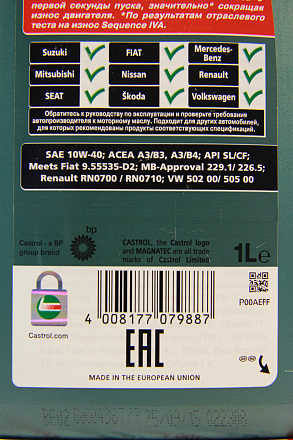 первой секунды пуска, значительно* сокращая
износ двигателя. *По результатам отраслевого
теста на износ Sequence IVA.
Suzuki FIAT Mercedes-
Benz
Mitsubishi Nissan Renault
SEAT Škoda Volkswagen
Обратитесь к руководству по эксплуатации и проверьте требования
автопроизводителя к моторному маслу. Подходит для других автомобилей,
для которых рекомендованы продукты соответствующих спецификаций.
SAE 10W-40; ACEA A3/B3, A3/B4; API SL/CF;
Meets Fiat 9.55535-D2; MB-Approval 229.1/ 226.5;
Renault RN0700 / RN0710; VW 502 00/ 505 00
bp
Castrol - a BP
group brand
CASTROL, the Castrol logo
and MAGNATEC are all trade
marks of Castrol Limited
1Le
Castrol.com
P00AEFF
4 008177 079887
EAC
MADE IN THE EUROPEAN UNION